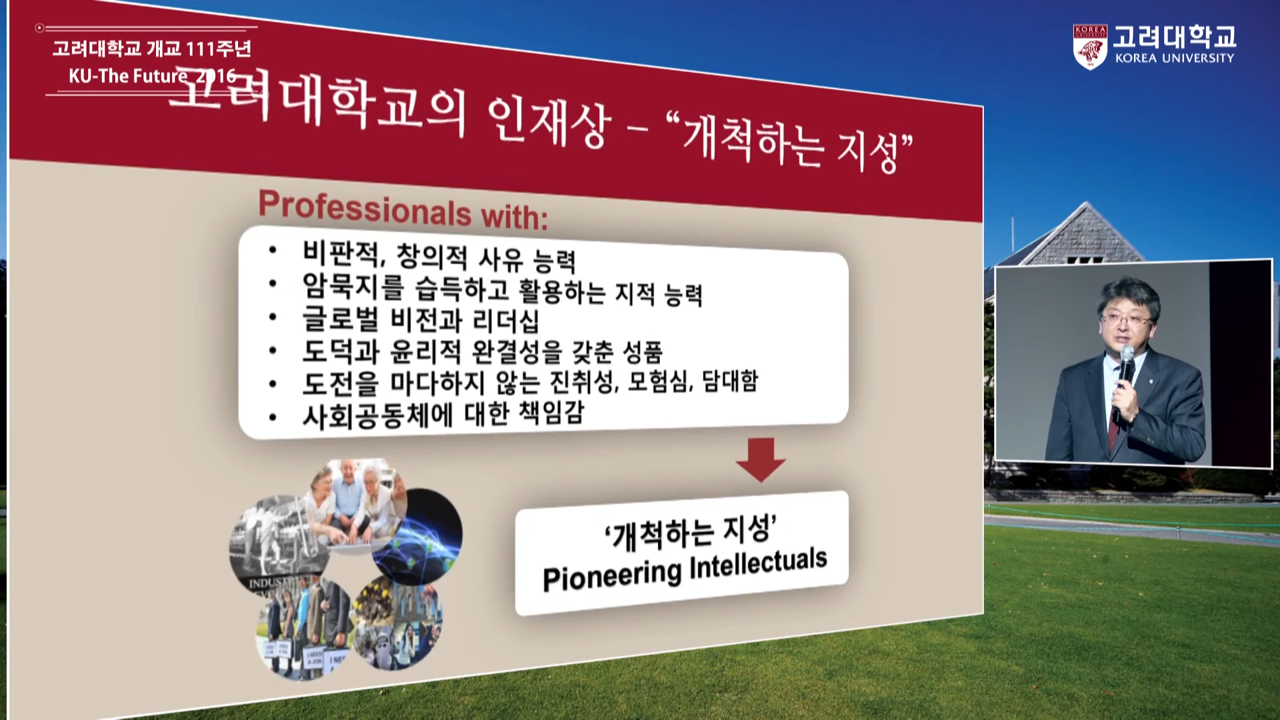 고려대학교 개교 111주년
KU-The Future 2016
KOREA
고려대학교
KOREA UNIVERSITY
고려대학교의 인재상 – “개척하는 지성”
Professionals with:
• 비판적, 창의적 사유 능력
• 암묵지를 습득하고 활용하는 지적 능력
• 글로벌 비전과 리더십
• 도덕과 윤리적 완결성을 갖춘 성품
• 도전을 마다하지 않는 진취성, 모험심, 담대함
• 사회공동체에 대한 책임감
‘개척하는 지성’
Pioneering Intellectuals